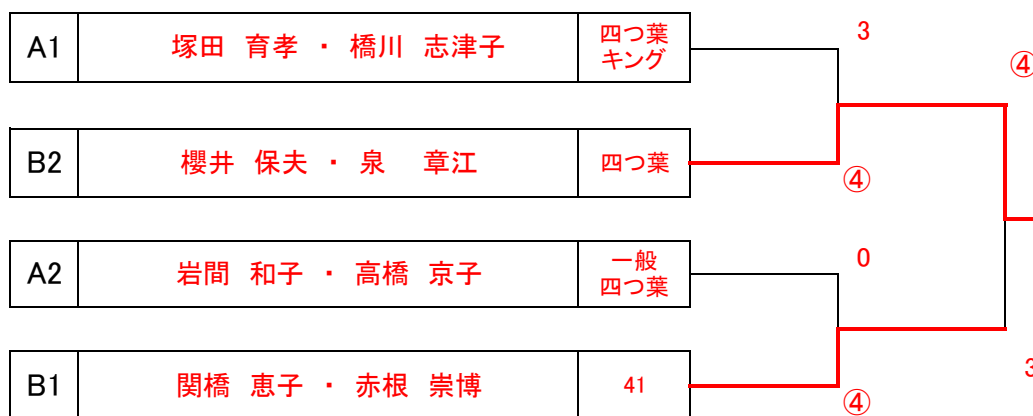 A1 塚田 育孝 ・ 橋川 志津子 四つ葉
キング
3
④
B2 櫻井 保夫 ・ 泉 章江 四つ葉
④
A2 岩間 和子 ・ 高橋 京子 一般
四つ葉
0
B1 関橋 恵子 ・ 赤根 崇博 41
④
3